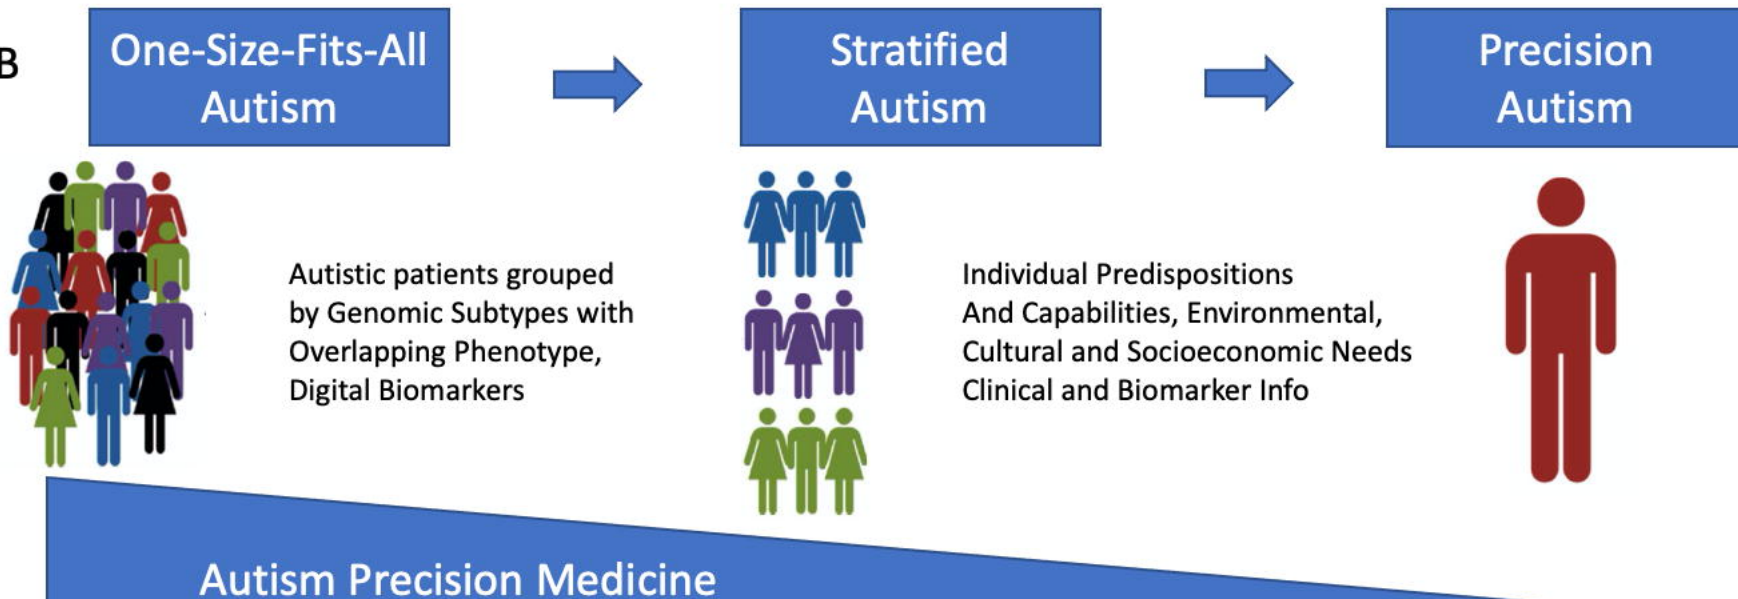 B
One-Size-Fits-All
Autism
Stratified
Autism
Precision
Autism
Autistic patients grouped
by Genomic Subtypes with
Overlapping Phenotype,
Digital Biomarkers
Individual Predispositions
And Capabilities, Environmental,
Cultural and Socioeconomic Needs
Clinical and Biomarker Info
Autism Precision Medicine